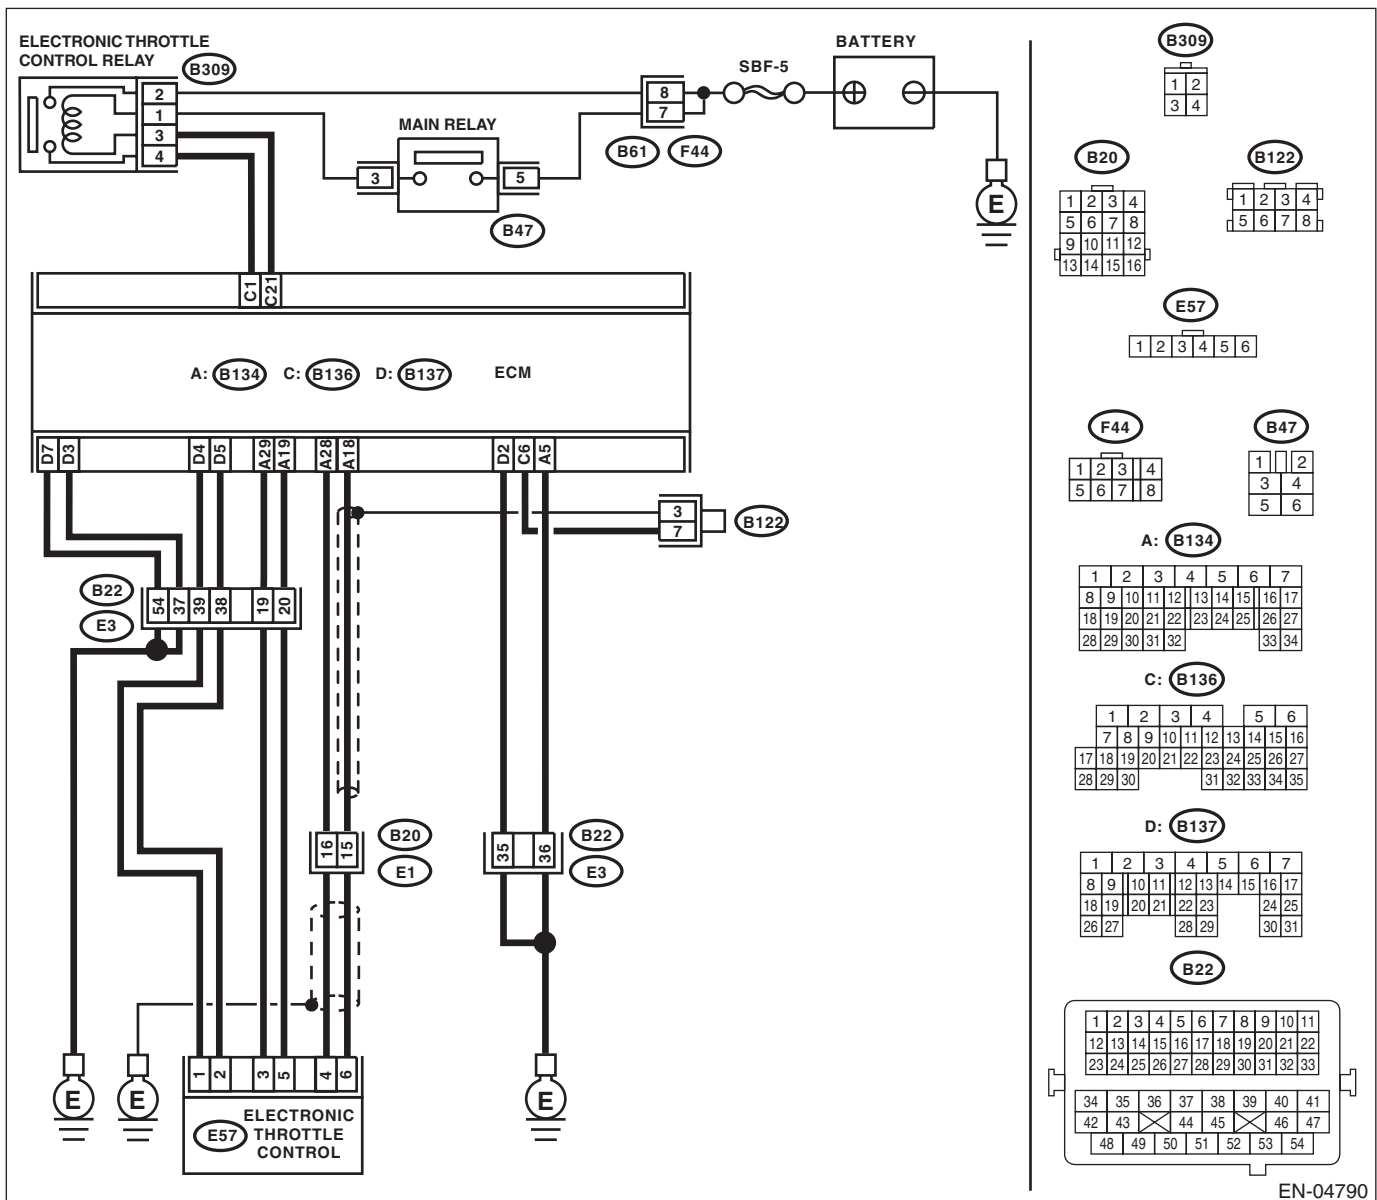 ELECTRONIC THROTTLE
CONTROL RELAY
B309
2
1
3
4
MAIN RELAY
3
5
B47
8
7
B61
F44
SBF-5
BATTERY
E
C1
C21
A: B134 C: B136 D: B137 ECM
D7
D3
D4
D5
A29
A19
A28
A18
D2
C6
A5
3
7
B122
B22
E3
54
37
39
38
19
20
16
15
B20
E1
35
36
B22
E3
E
E
E
1
2
3
5
4
6
E57
ELECTRONIC
THROTTLE
CONTROL
B309
1 2
3 4
B20
1 2 3 4
5 6 7 8
9 10 11 12
13 14 15 16
B122
1 2 3 4
5 6 7 8
E57
1 2 3 4 5 6
F44
1 2 3 4
5 6 7 8
B47
1 2
3 4
5 6
A: B134
1 2 3 4 5 6 7
8 9 10 11 12 13 14 15 16 17
18 19 20 21 22 23 24 25 26 27
28 29 30 31 32 33 34
C: B136
1 2 3 4 5 6
7 8 9 10 11 12 13 14 15 16
17 18 19 20 21 22 23 24 25 26 27
28 29 30 31 32 33 34 35
D: B137
1 2 3 4 5 6 7
8 9 10 11 12 13 14 15 16 17
18 19 20 21 22 23 24 25
26 27 28 29 30 31
B22
1 2 3 4 5 6 7 8 9 10 11
12 13 14 15 16 17 18 19 20 21 22
23 24 25 26 27 28 29 30 31 32 33
34 35 36 37 38 39 40 41
42 43 44 45 46 47
48 49 50 51 52 53 54
EN-04790